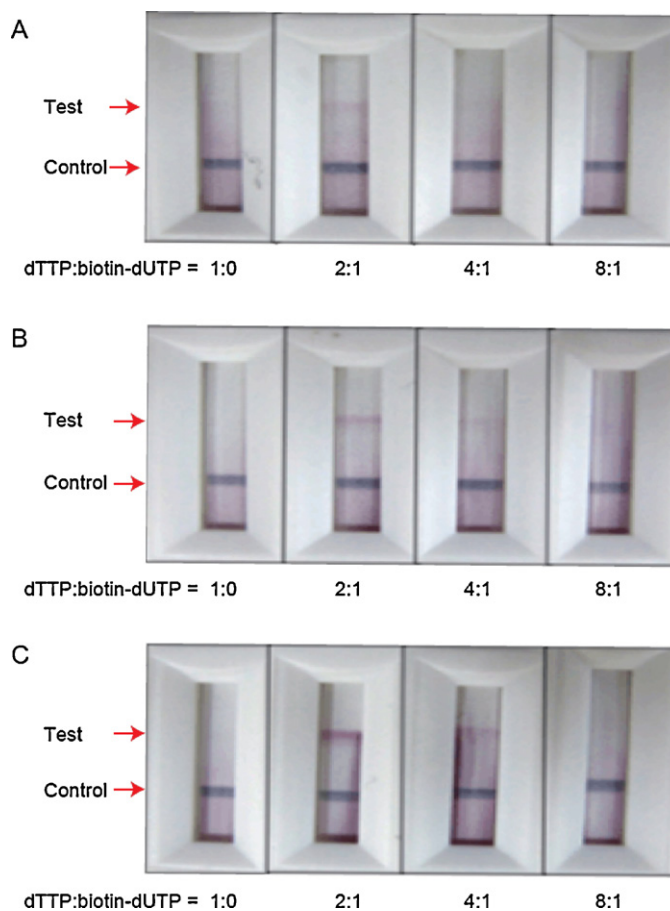 A
Test
Control
dTTP:biotin-dUTP = 1:0 2:1 4:1 8:1
B
Test
Control
dTTP:biotin-dUTP = 1:0 2:1 4:1 8:1
C
Test
Control
dTTP:biotin-dUTP = 1:0 2:1 4:1 8:1